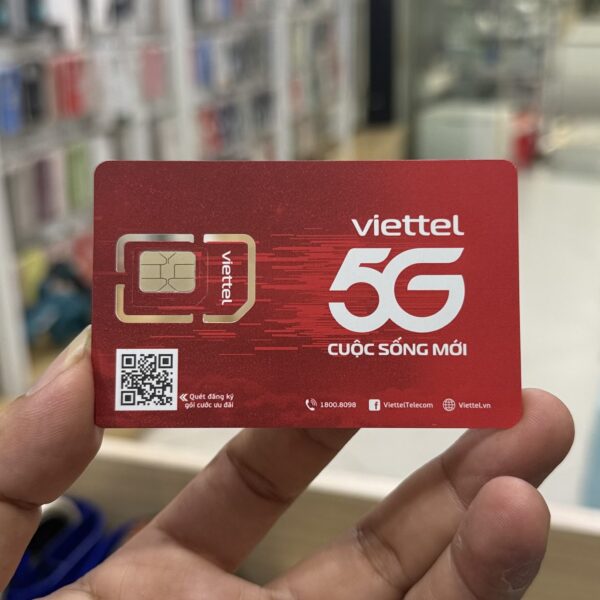 viettel
5G
CUỘC SỐNG MỚI
viettel
Quét đăng ký
gói cước ưu đãi
1800.8098
ViettelTelecom
Viettel.vn